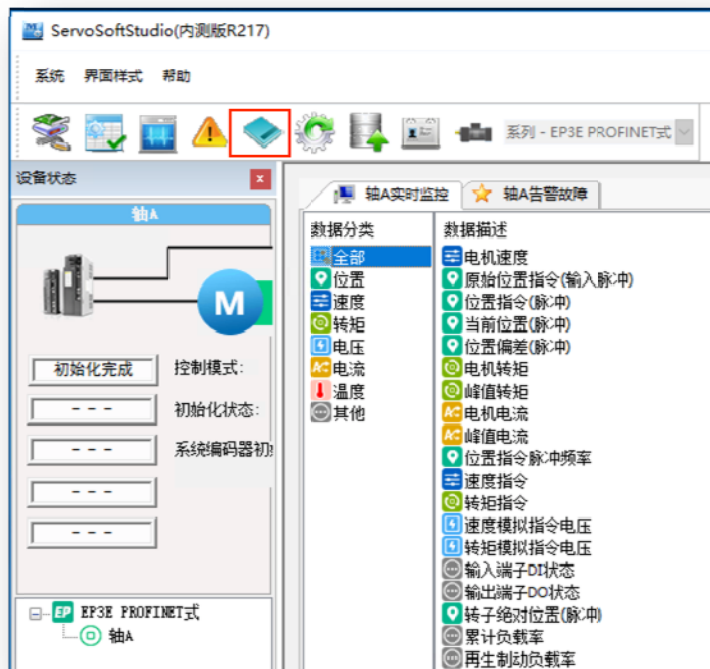 ServoSoftStudio(内测版R217)
系统 界面样式 帮助
系列 - EP3E PROFINET式
设备状态
轴A
M
初始化完成 控制模式:
--- 初始化状态:
--- 系统编码器初
---
---
EP EP3E PROFINET式
轴A
轴A实时监控 轴A告警故障
数据分类
全部
位置
速度
转矩
电压
电流
温度
其他
数据描述
电机速度
原始位置指令(输入脉冲)
位置指令(脉冲)
当前位置(脉冲)
位置偏差(脉冲)
电机转矩
峰值转矩
电机电流
峰值电流
位置指令脉冲频率
速度指令
转矩指令
速度模拟指令电压
转矩模拟指令电压
输入端子DI状态
输出端子DO状态
转子绝对位置(脉冲)
累计负载率
再生制动负载率